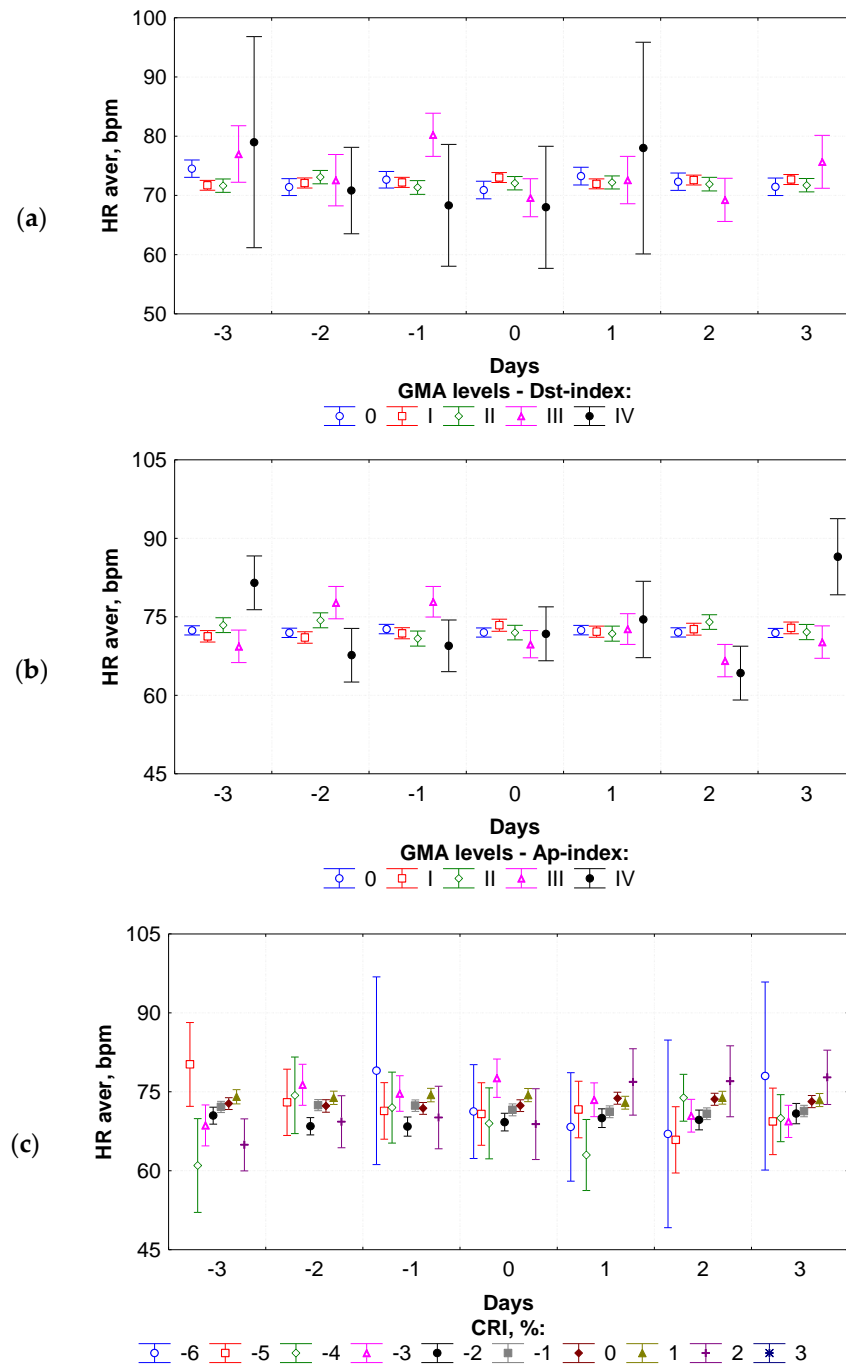 100
90
80
70
60
50
HR aver, bpm
(a)
-3 -2 -1 0 1 2 3
Days
GMA levels - Dst-index:
0 I II III IV
105
90
75
60
45
HR aver, bpm
(b)
-3 -2 -1 0 1 2 3
Days
GMA levels - Ap-index:
0 I II III IV
105
90
75
60
45
HR aver, bpm
(c)
-3 -2 -1 0 1 2 3
Days
CRI, %:
-6 -5 -4 -3 -2 -1 0 1 2 3